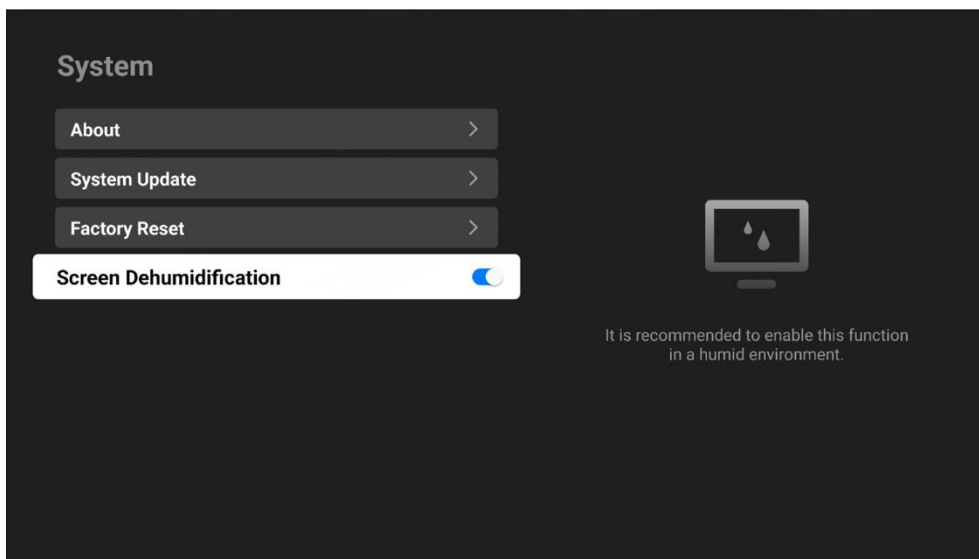 System
About
System Update
Factory Reset
Screen Dehumidification
It is recommended to enable this function
in a humid environment.